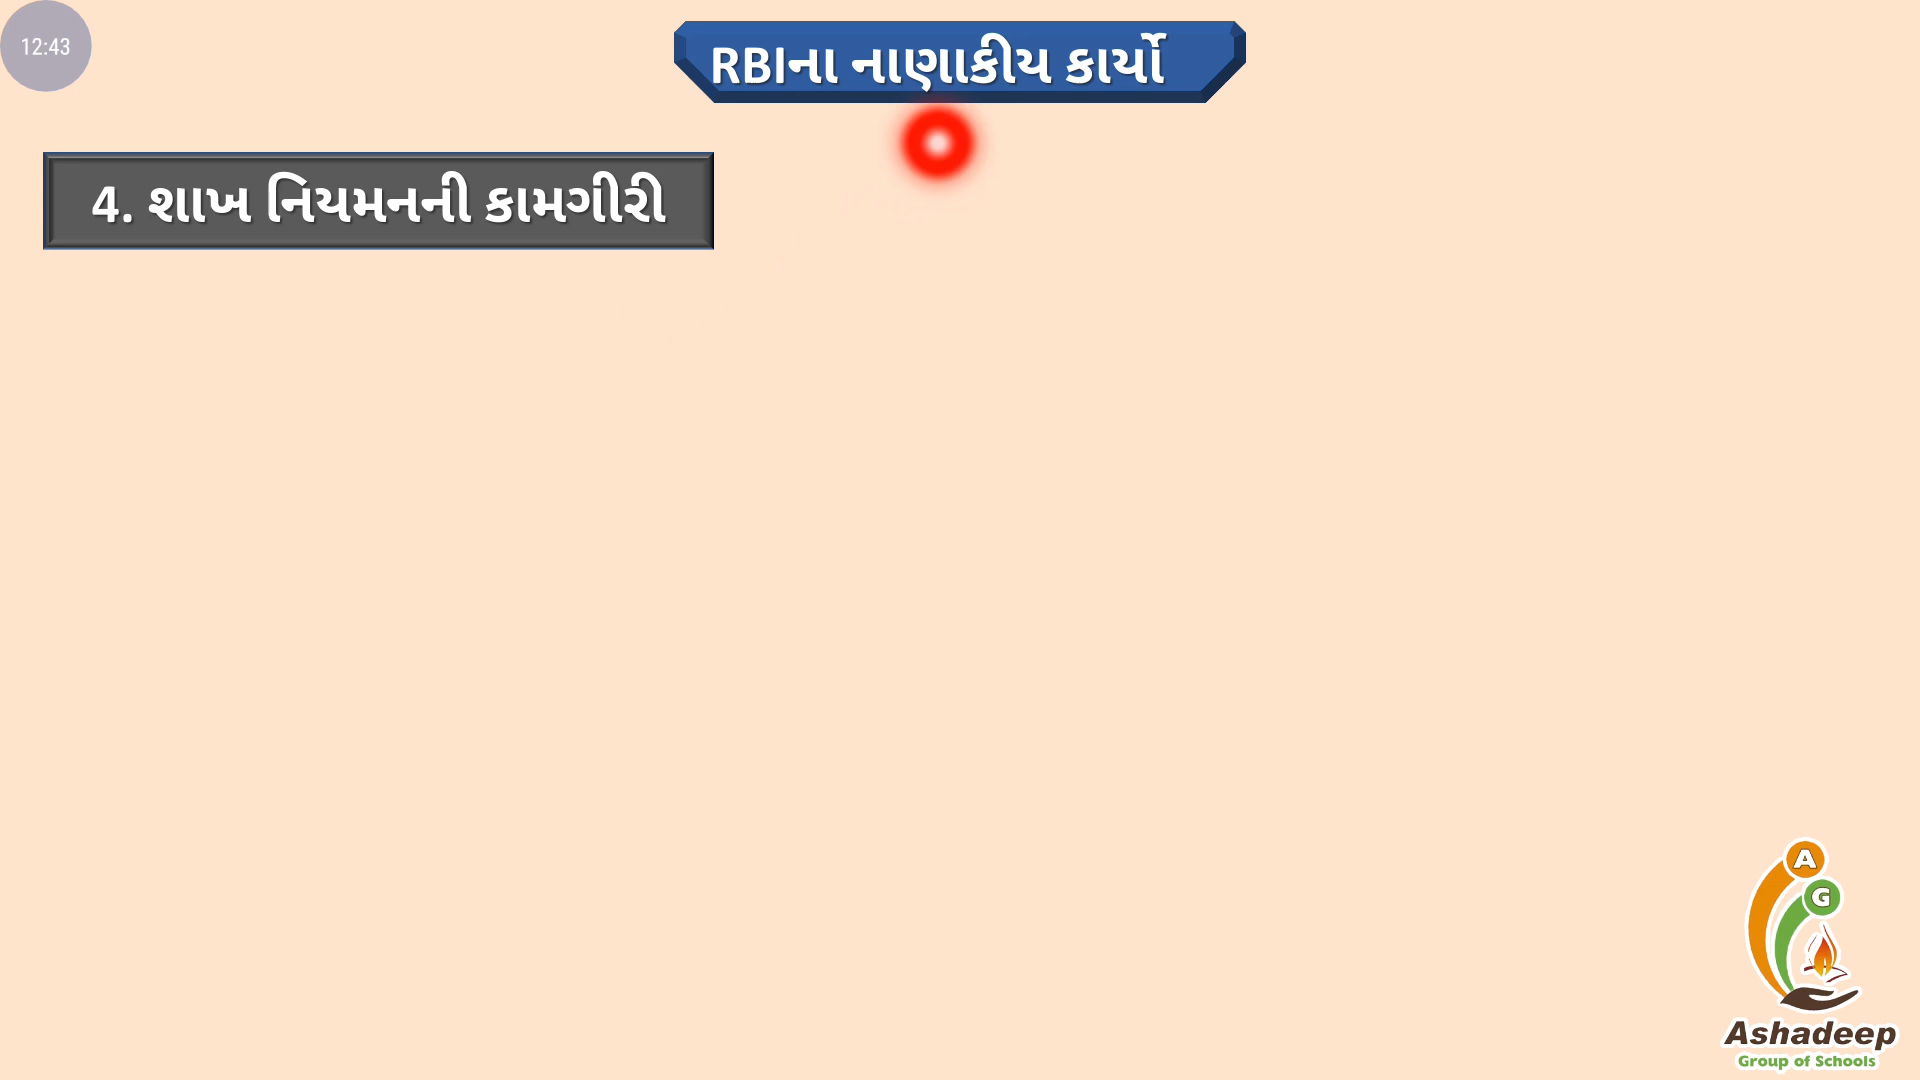 12:43
RBIના નાણાકીય કાર્યો
4. શાખ નિયમનની કામગીરી
A
G
Ashadeep
Group of Schools